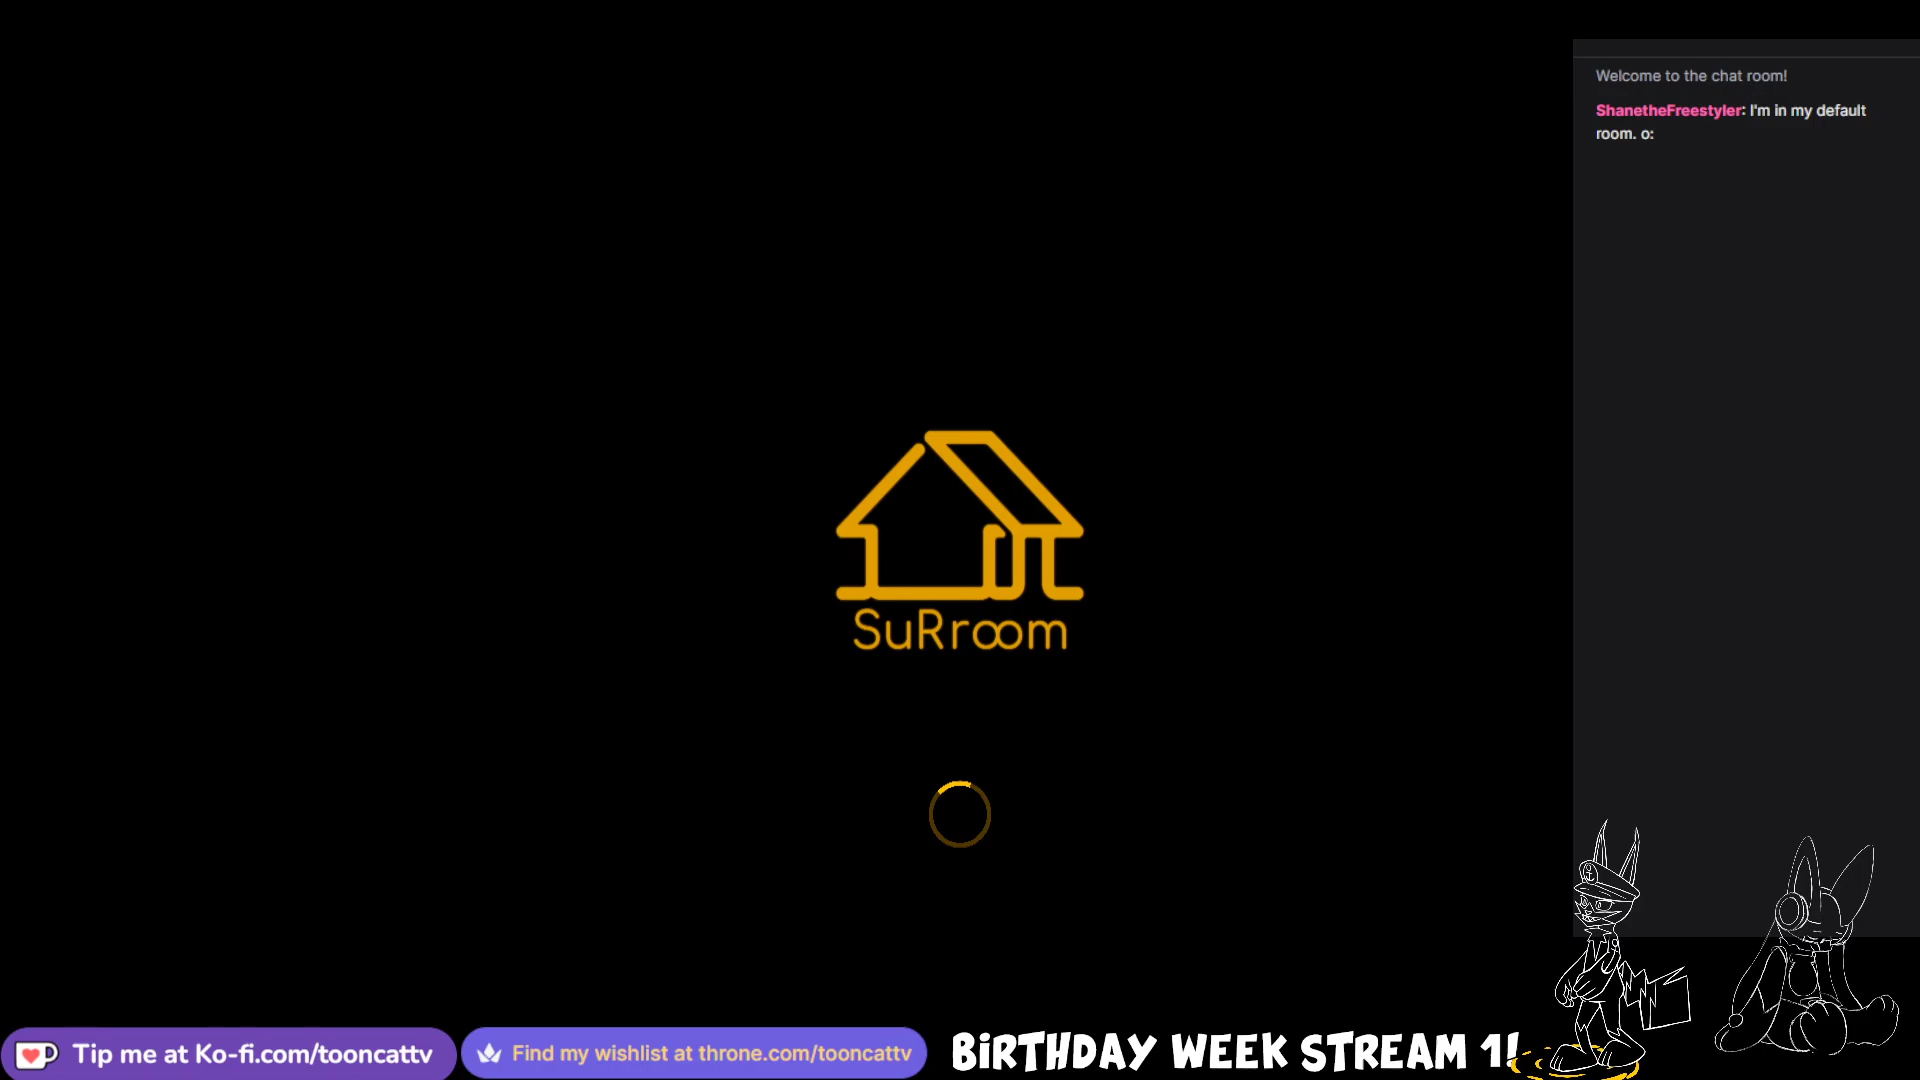 Welcome to the chat room!
ShanetheFreestyler: I'm in my default
room. o:
SuRroom
Tip me at Ko-fi.com/tooncattv
Find my wishlist at throne.com/tooncattv
BiRTHDAY WEEK STREAM 1!